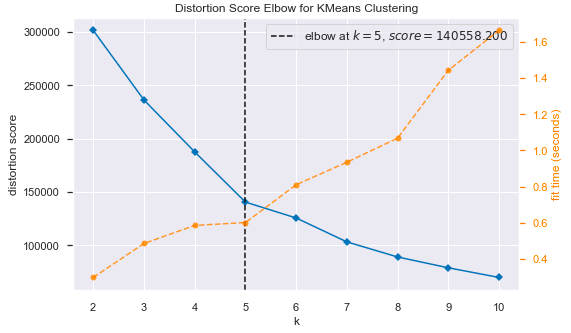 Distortion Score Elbow for KMeans Clustering
elbow at k = 5, score = 140558.200
300000
250000
200000
150000
100000
distortion score
1.6
1.4
1.2
1.0
0.8
0.6
0.4
fit time (seconds)
2 3 4 5 6 7 8 9 10
k